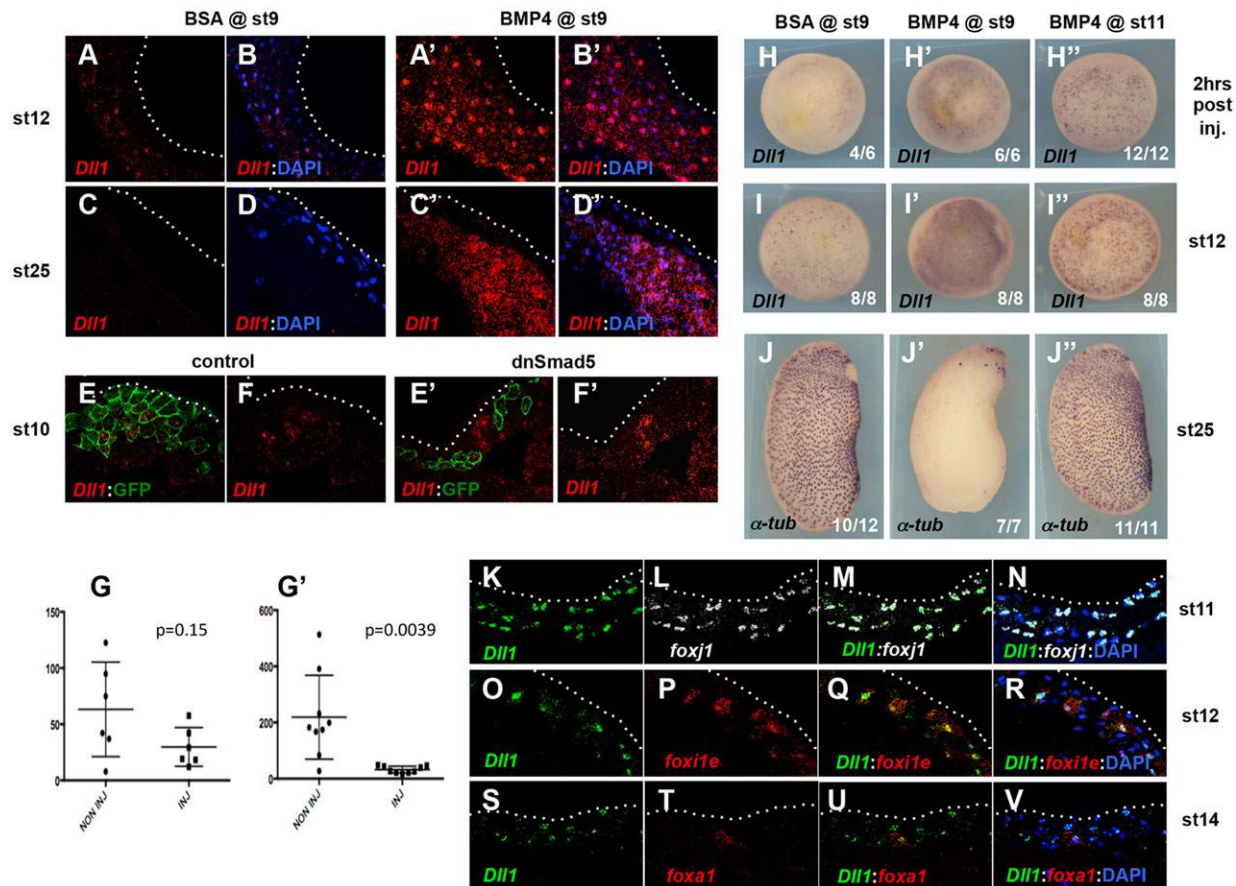 BSA @ st9 BMP4 @ st9
A B A' B'
st12
Dll1 Dll1:DAPI Dll1 Dll1:DAPI
C D C' D'
st25
Dll1 Dll1:DAPI Dll1 Dll1:DAPI
control dnSmad5
E F E' F'
st10
Dll1:GFP Dll1 Dll1:GFP Dll1
BSA @ st9 BMP4 @ st9 BMP4 @ st11
H H' H''
2hrs
post
inj.
Dll1 4/6 Dll1 6/6 Dll1 12/12
I I' I''
st12
Dll1 8/8 Dll1 8/8 Dll1 8/8
J J' J''
st25
α-tub 10/12 α-tub 7/7 α-tub 11/11
G
p=0.15
150
100
50
0
NON INJ INJ
G'
p=0.0039
600
400
200
0
NON INJ INJ
K L M N
st11
Dll1 foxj1 Dll1:foxj1 Dll1:foxj1:DAPI
O P Q R
st12
Dll1 foxi1e Dll1:foxi1e Dll1:foxi1e:DAPI
S T U V
st14
Dll1 foxa1 Dll1:foxa1 Dll1:foxa1:DAPI